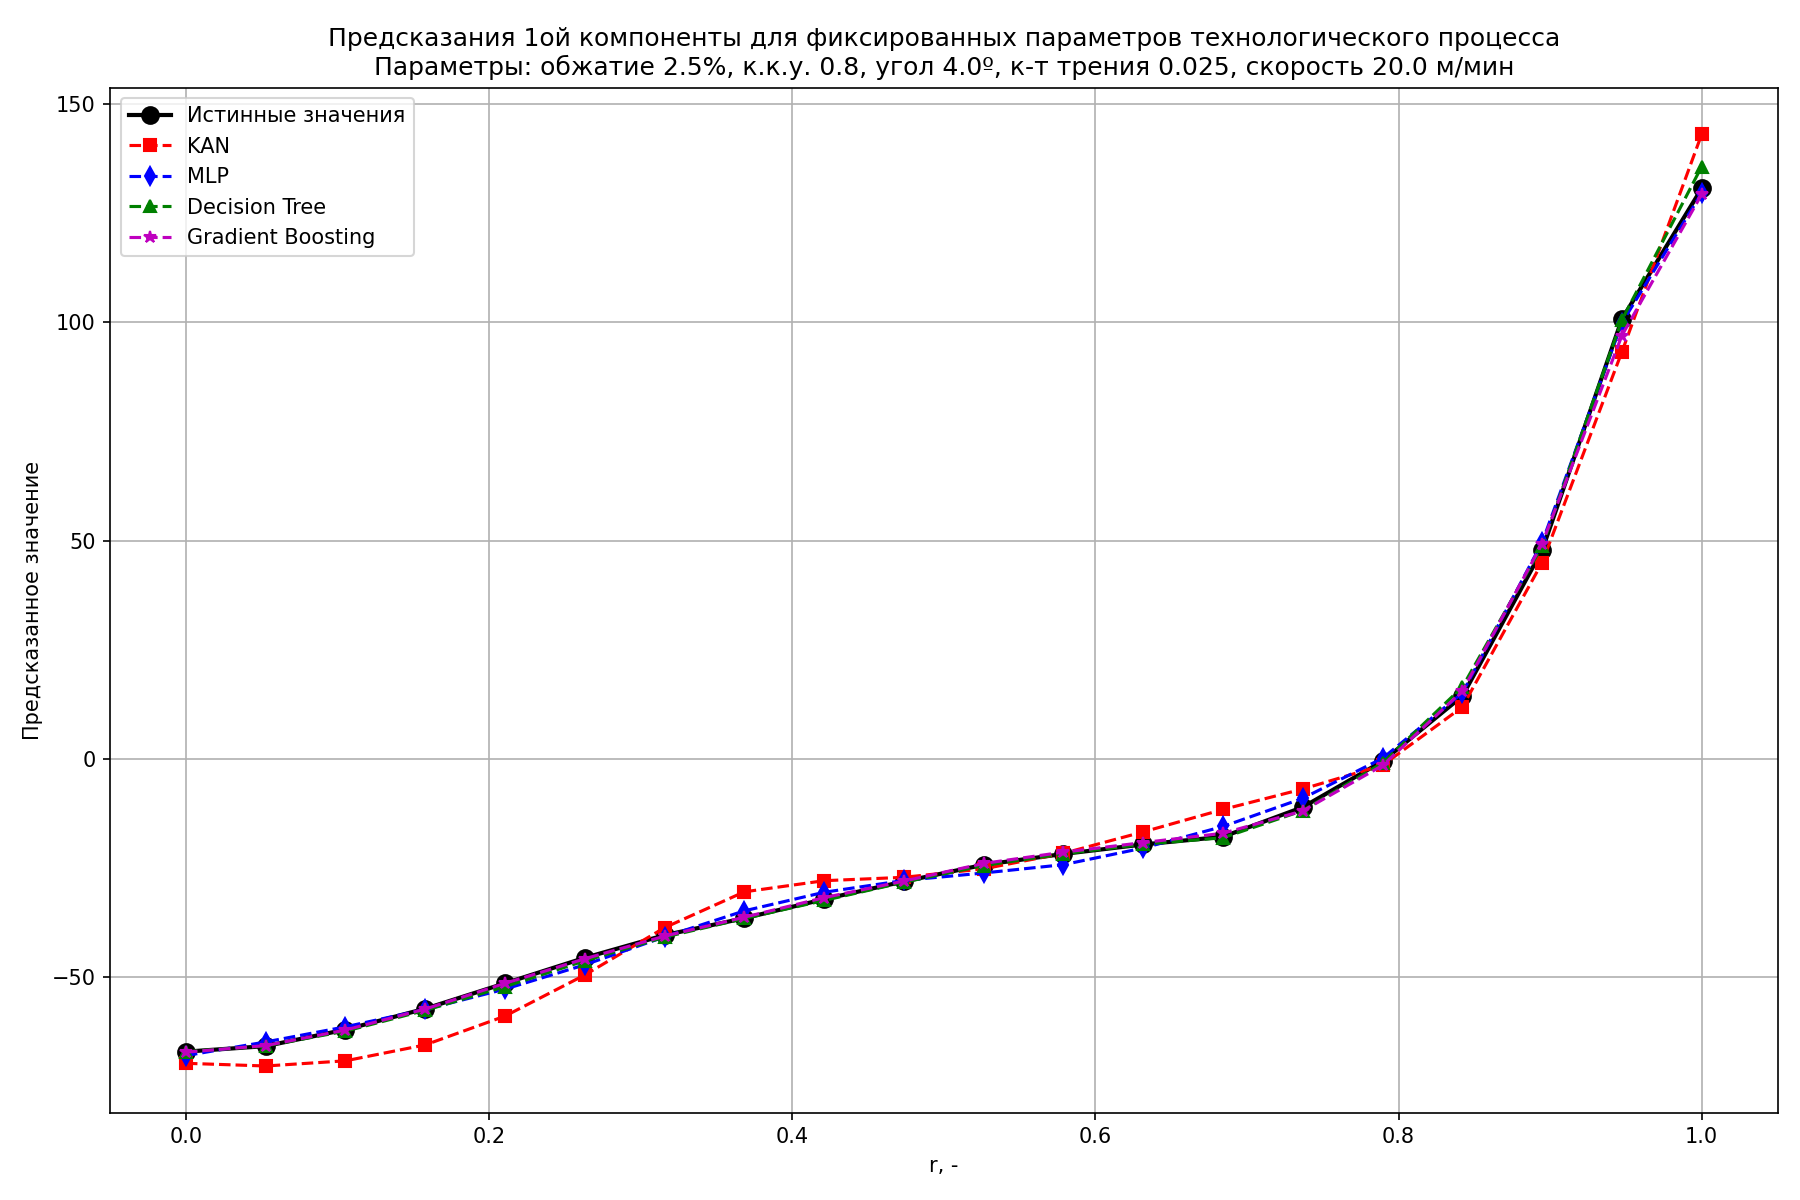 Предсказания 1ой компоненты для фиксированных параметров технологического процесса
Параметры: обжатие 2.5%, к.к.у. 0.8, угол 4.0º, к-т трения 0.025, скорость 20.0 м/мин
Истинные значения
KAN
MLP
Decision Tree
Gradient Boosting
Предсказанное значение
150
100
50
0
−50
0.0
0.2
0.4
0.6
0.8
1.0
r, -